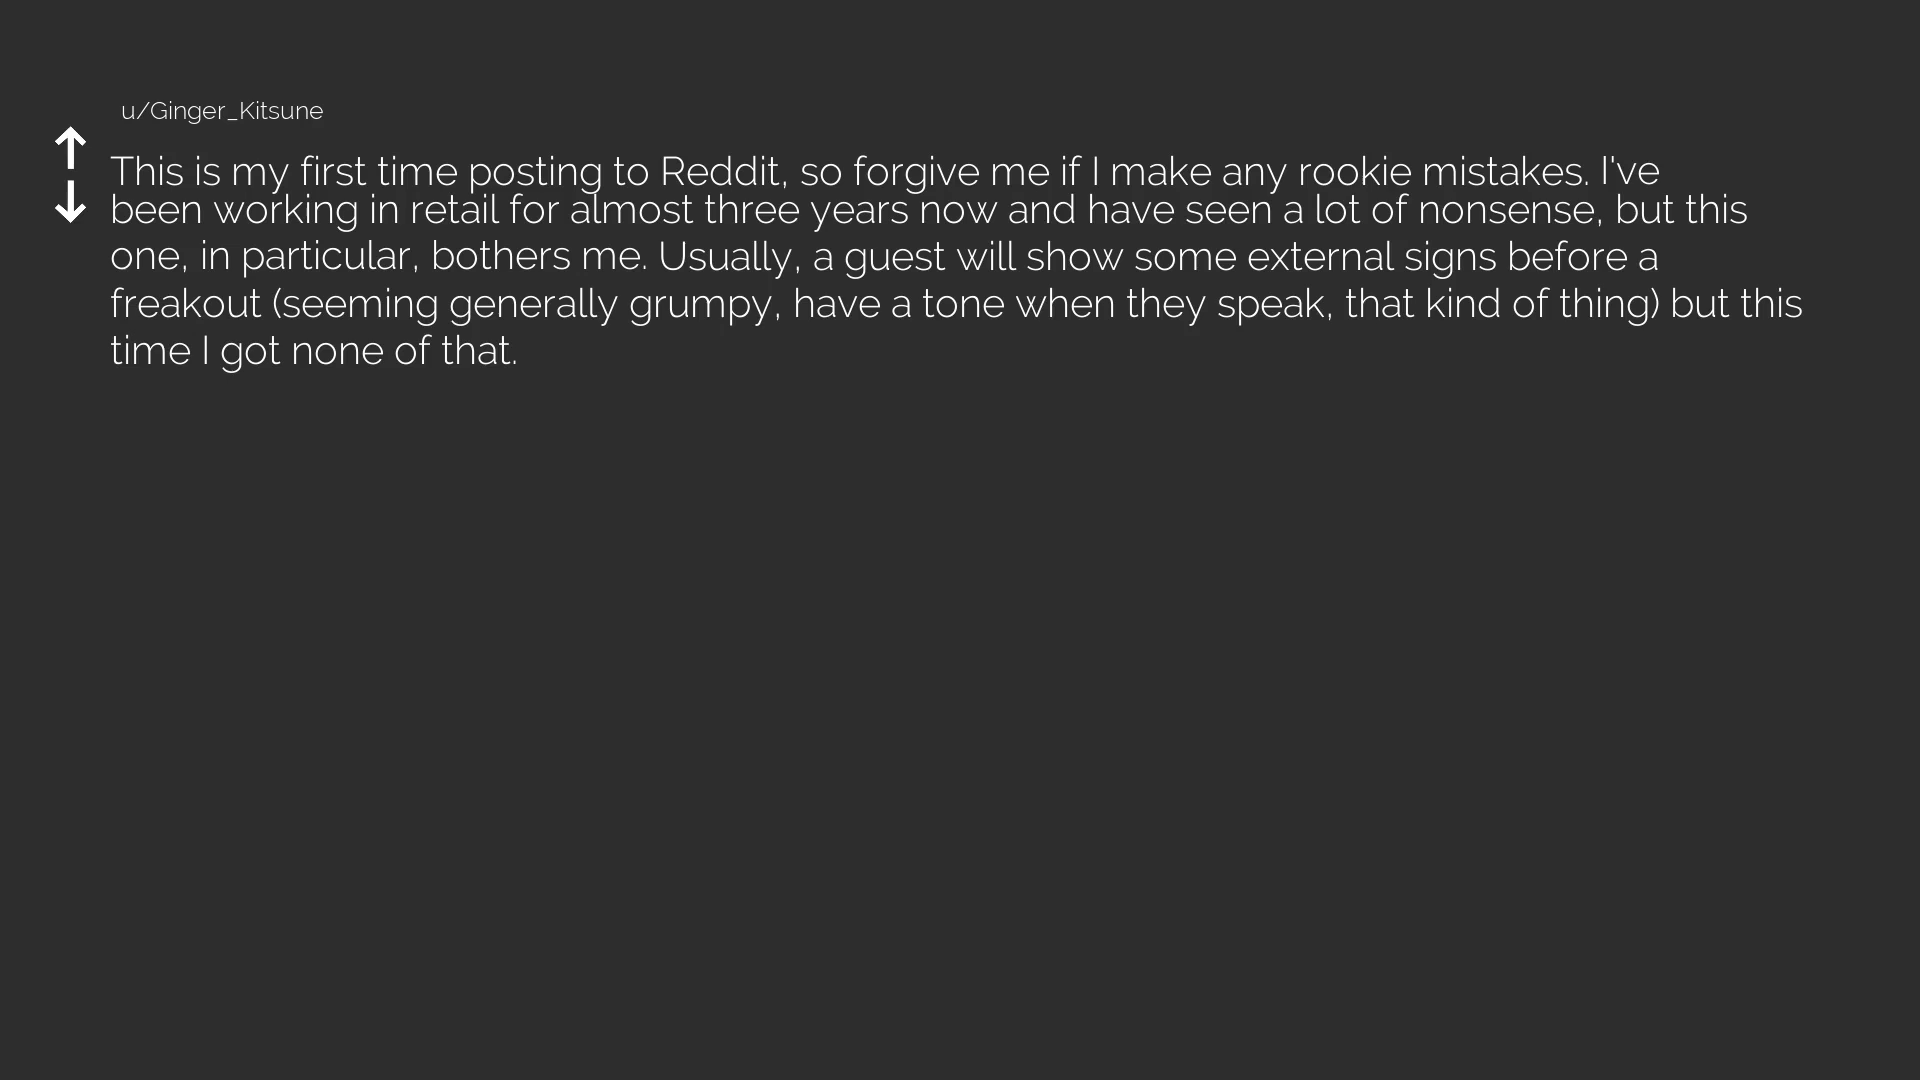 u/Ginger_Kitsune
This is my first time posting to Reddit, so forgive me if I make any rookie mistakes. I've
been working in retail for almost three years now and have seen a lot of nonsense, but this
one, in particular, bothers me. Usually, a guest will show some external signs before a
freakout (seeming generally grumpy, have a tone when they speak, that kind of thing) but this
time I got none of that.